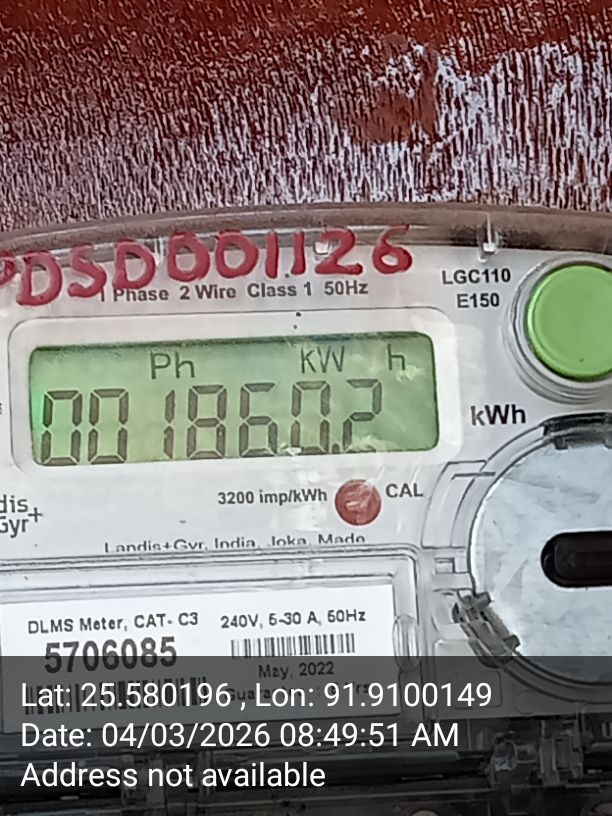 PDSD001126
1 Phase 2 Wire Class 1 50Hz
LGC110
E150
Ph KW h
001860.2
kWh
dis+
Gyr
3200 imp/kWh CAL
Landis+Gyr, India, Joka, Made
DLMS Meter, CAT- C3 240V, 5-30 A, 50Hz
5706085
May, 2022
Lat: 25.580196 , Lon: 91.9100149
Date: 04/03/2026 08:49:51 AM
Address not available